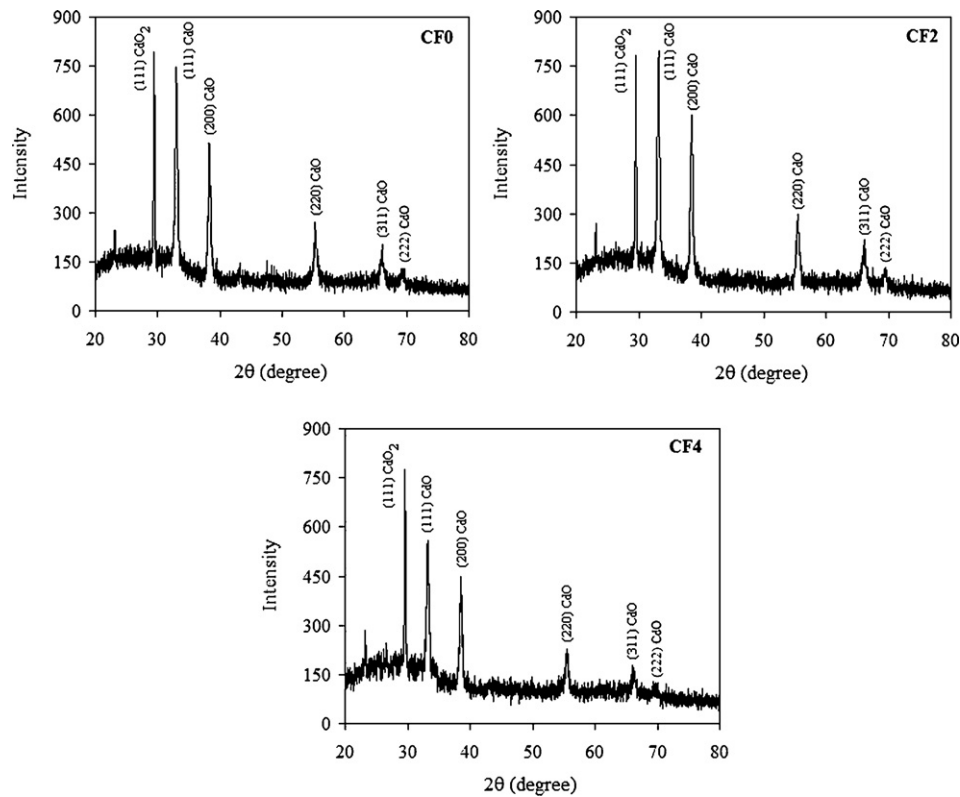 CF0
900
750
600
450
300
150
0
Intensity
(111) CdO2
(111) CdO
(200) CdO
(220) CdO
(311) CdO
(222) CdO
20 30 40 50 60 70 80
2θ (degree)
CF2
900
750
600
450
300
150
0
Intensity
(111) CdO2
(111) CdO
(200) CdO
(220) CdO
(311) CdO
(222) CdO
20 30 40 50 60 70 80
2θ (degree)
CF4
900
750
600
450
300
150
0
Intensity
(111) CdO2
(111) CdO
(200) CdO
(220) CdO
(311) CdO
(222) CdO
20 30 40 50 60 70 80
2θ (degree)